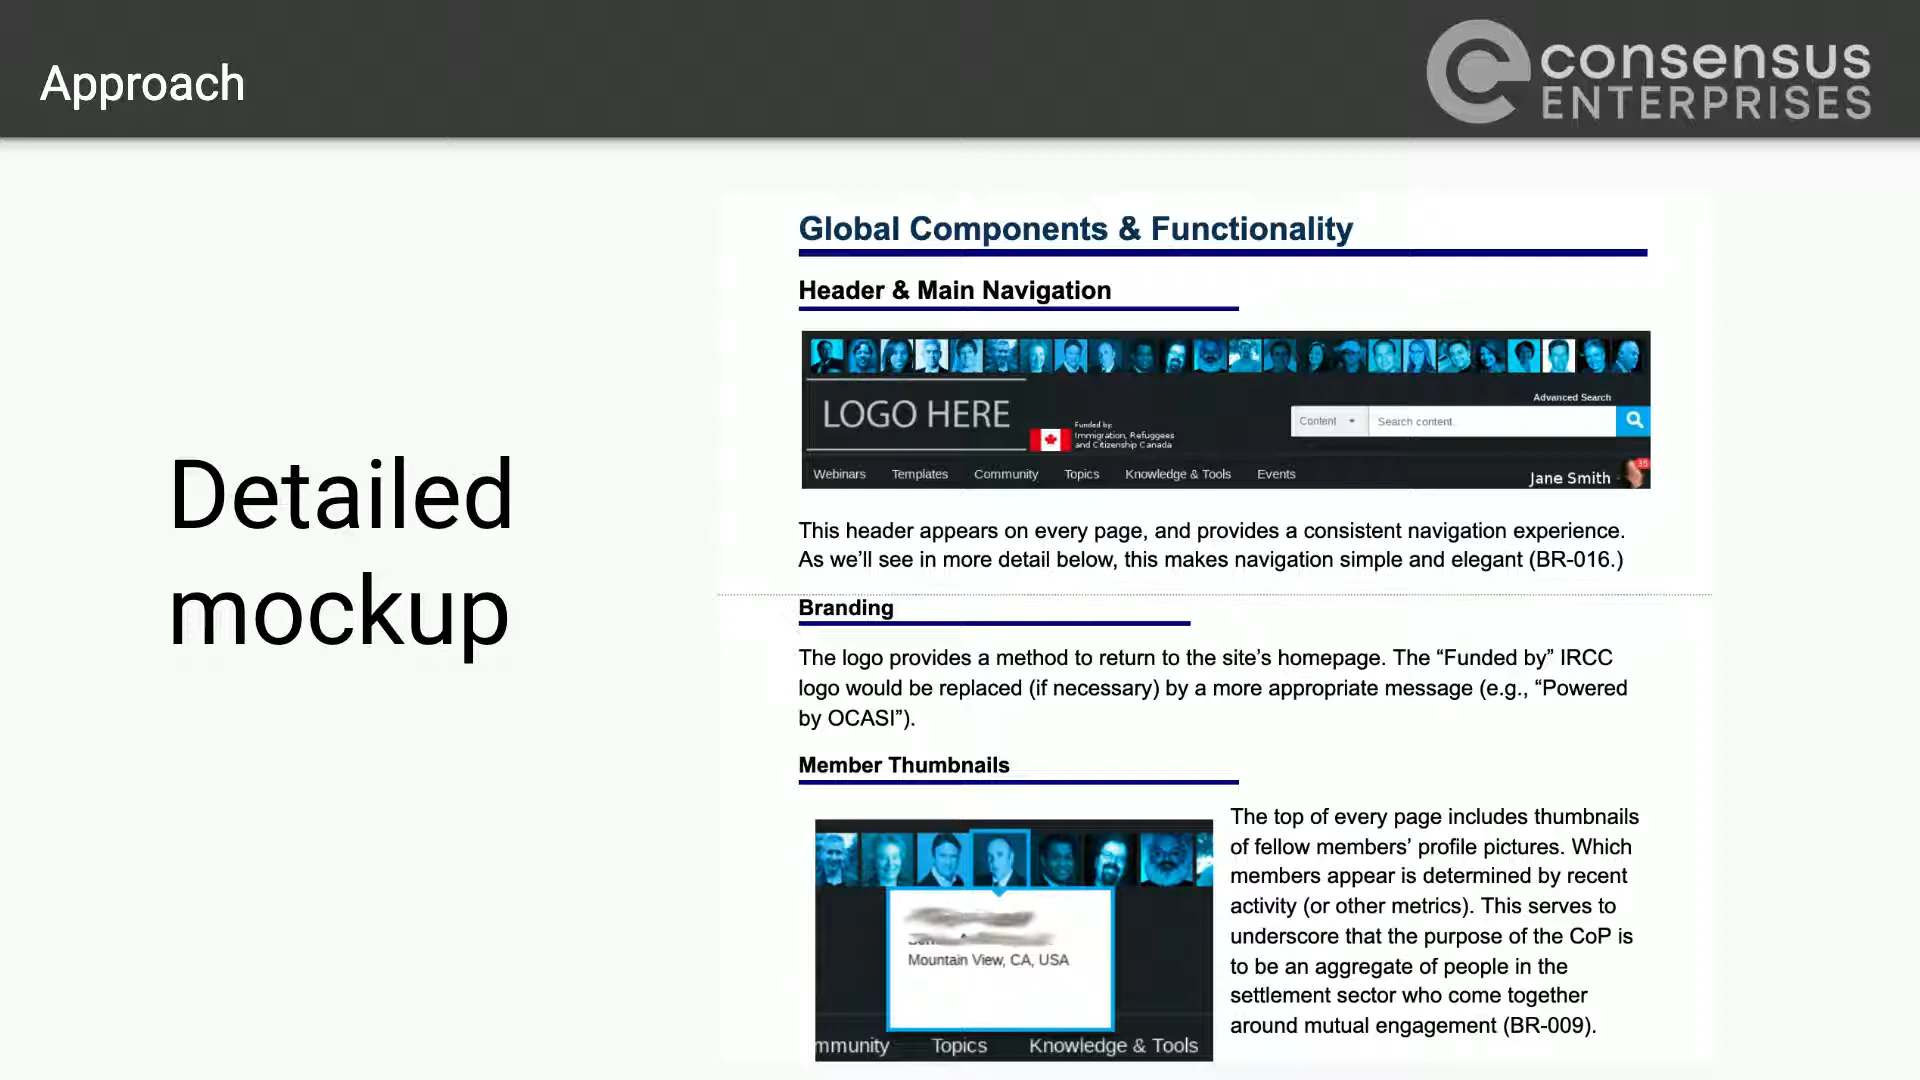 Approach
consensus
ENTERPRISES
Detailed
mockup
Global Components & Functionality
Header & Main Navigation
LOGO HERE
Funded by:
Immigration, Refuggees
and Citizenship Canada
Advanced Search
Content
Search content
Webinars Templates Community Topics Knowledge & Tools Events
Jane Smith
35
This header appears on every page, and provides a consistent navigation experience.
As we’ll see in more detail below, this makes navigation simple and elegant (BR-016.)
Branding
The logo provides a method to return to the site’s homepage. The “Funded by” IRCC
logo would be replaced (if necessary) by a more appropriate message (e.g., “Powered
by OCASI”).
Member Thumbnails
Mountain View, CA, USA
mmunity Topics Knowledge & Tools
The top of every page includes thumbnails
of fellow members’ profile pictures. Which
members appear is determined by recent
activity (or other metrics). This serves to
underscore that the purpose of the CoP is
to be an aggregate of people in the
settlement sector who come together
around mutual engagement (BR-009).